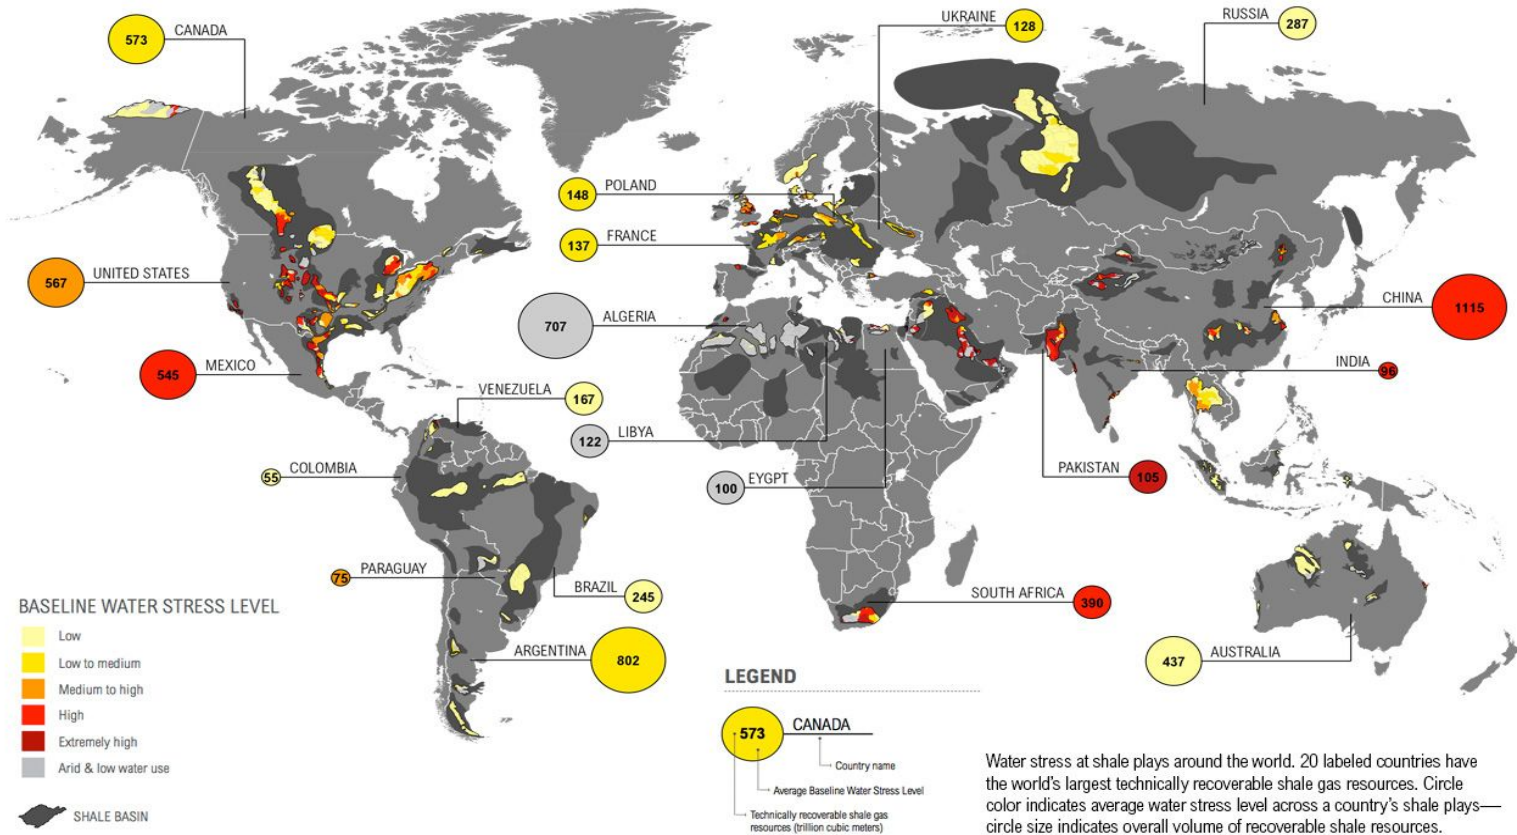 573 CANADA
UKRAINE 128
RUSSIA 287
POLAND
148
FRANCE
137
UNITED STATES
567
ALGERIA
707
CHINA
1115
MEXICO
545
INDIA
96
VENEZUELA
167
LIBYA
122
COLOMBIA
55
EYGPT
100
PAKISTAN
105
PARAGUAY
75
BRAZIL
245
SOUTH AFRICA
390
ARGENTINA
802
AUSTRALIA
437
BASELINE WATER STRESS LEVEL
Low
Low to medium
Medium to high
High
Extremely high
Arid & low water use
SHALE BASIN
LEGEND
573 CANADA
Country name
Average Baseline Water Stress Level
Technically recoverable shale gas
resources (trillion cubic meters)
Water stress at shale plays around the world. 20 labeled countries have
the world's largest technically recoverable shale gas resources. Circle
color indicates average water stress level across a country's shale plays—
circle size indicates overall volume of recoverable shale resources.